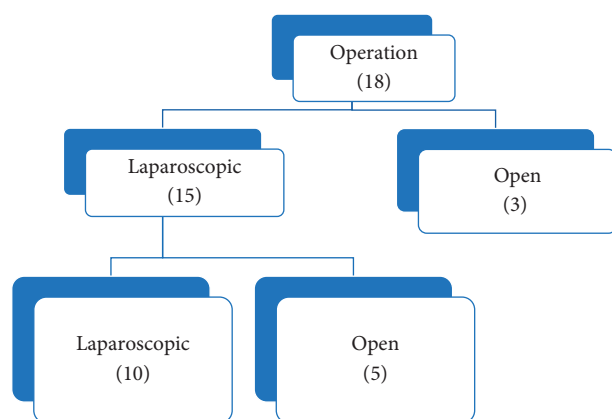 Operation
(18)
Laparoscopic
(15)
Open
(3)
Laparoscopic
(10)
Open
(5)